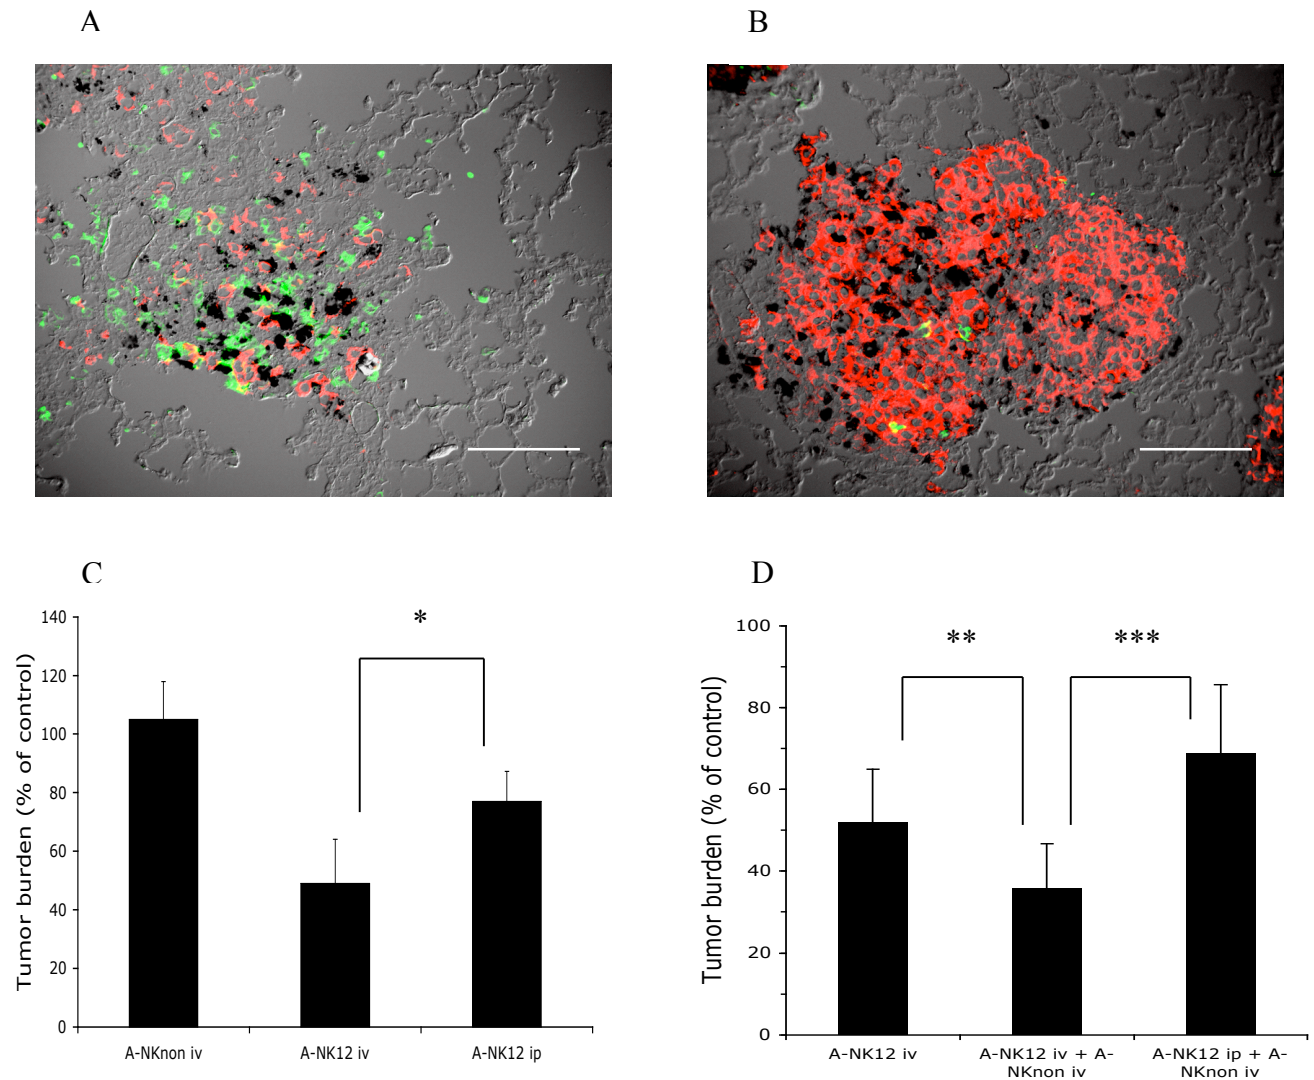 A
B
C
D
*
140
120
100
80
60
40
20
0
Tumor burden (% of control)
A-NKnon iv
A-NK12 iv
A-NK12 ip
**
***
100
80
60
40
20
0
Tumor burden (% of control)
A-NK12 iv
A-NK12 iv + A-
NKnon iv
A-NK12 ip + A-
NKnon iv